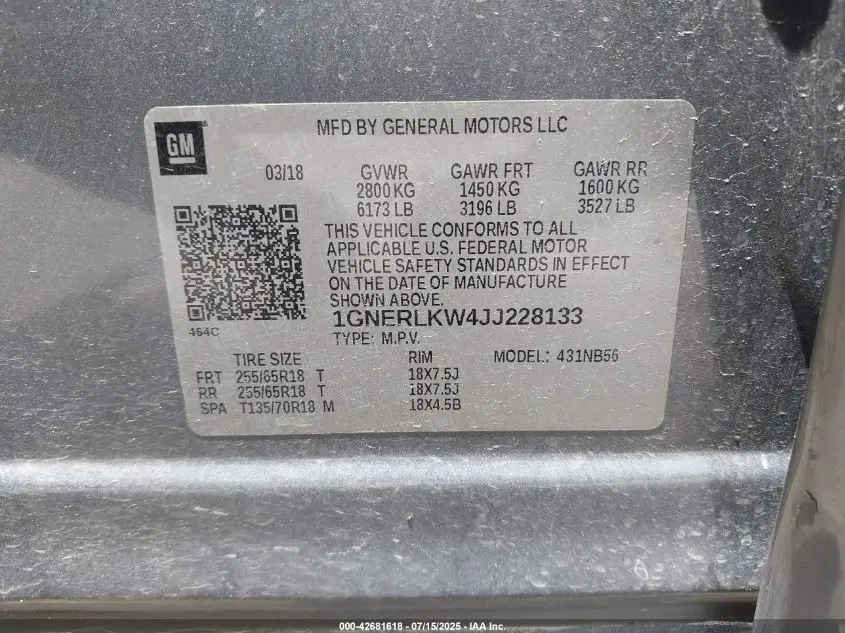 GM
MFD BY GENERAL MOTORS LLC
03/18 GVWR GAWR FRT GAWR RR
2800 KG 1450 KG 1600 KG
6173 LB 3196 LB 3527 LB
THIS VEHICLE CONFORMS TO ALL
APPLICABLE U.S. FEDERAL MOTOR
VEHICLE SAFETY STANDARDS IN EFFECT
ON THE DATE OF MANUFACTURE
SHOWN ABOVE.
464C
1GNERLKW4JJ228133
TYPE: M.P.V.
TIRE SIZE RIM MODEL: 431NB56
FRT 255/65R18 T 18X7.5J
RR 255/65R18 T 18X7.5J
SPA T135/70R18 M 18X4.5B
000-42681618 - 07/15/2025 - IAA Inc.